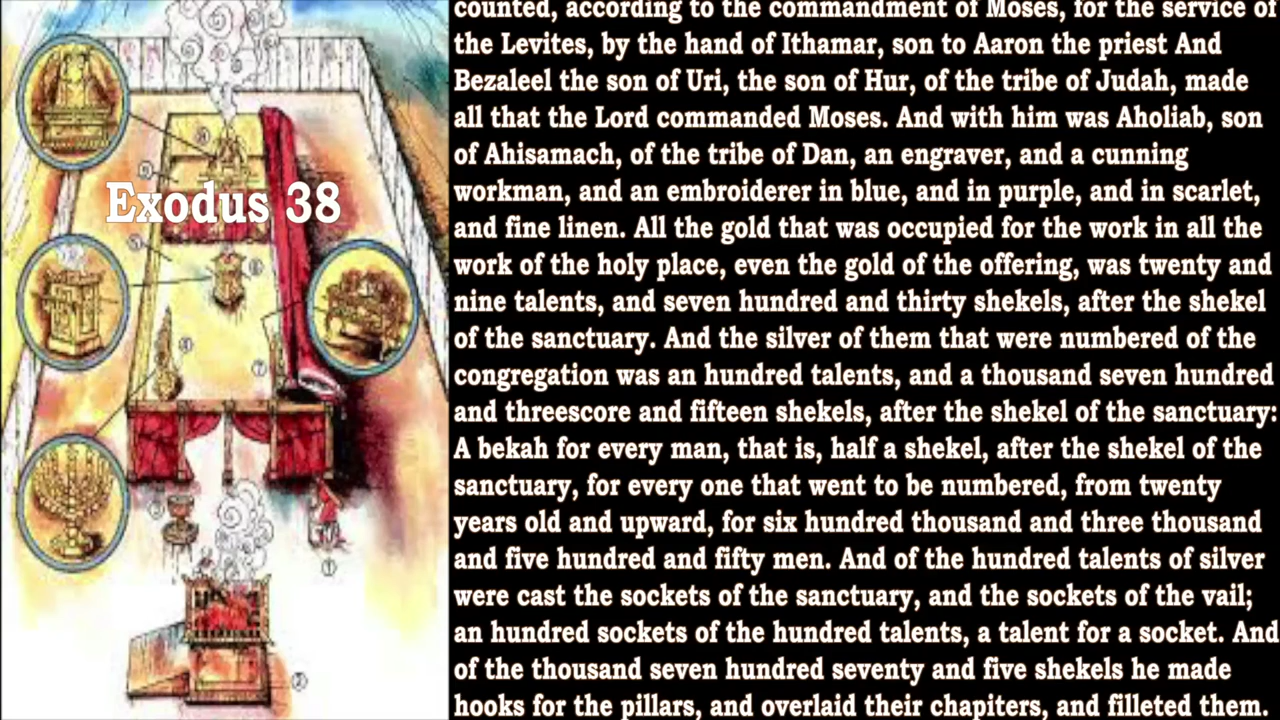 Exodus 38
counted, according to the commandment of Moses, for the service of
the Levites, by the hand of Ithamar, son to Aaron the priest And
Bezaleel the son of Uri, the son of Hur, of the tribe of Judah, made
all that the Lord commanded Moses. And with him was Aholiab, son
of Ahisamach, of the tribe of Dan, an engraver, and a cunning
workman, and an embroiderer in blue, and in purple, and in scarlet,
and fine linen. All the gold that was occupied for the work in all the
work of the holy place, even the gold of the offering, was twenty and
nine talents, and seven hundred and thirty shekels, after the shekel
of the sanctuary. And the silver of them that were numbered of the
congregation was an hundred talents, and a thousand seven hundred
and threescore and fifteen shekels, after the shekel of the sanctuary:
A bekah for every man, that is, half a shekel, after the shekel of the
sanctuary, for every one that went to be numbered, from twenty
years old and upward, for six hundred thousand and three thousand
and five hundred and fifty men. And of the hundred talents of silver
were cast the sockets of the sanctuary, and the sockets of the vail;
an hundred sockets of the hundred talents, a talent for a socket. And
of the thousand seven hundred seventy and five shekels he made
hooks for the pillars, and overlaid their chapiters, and filleted them.